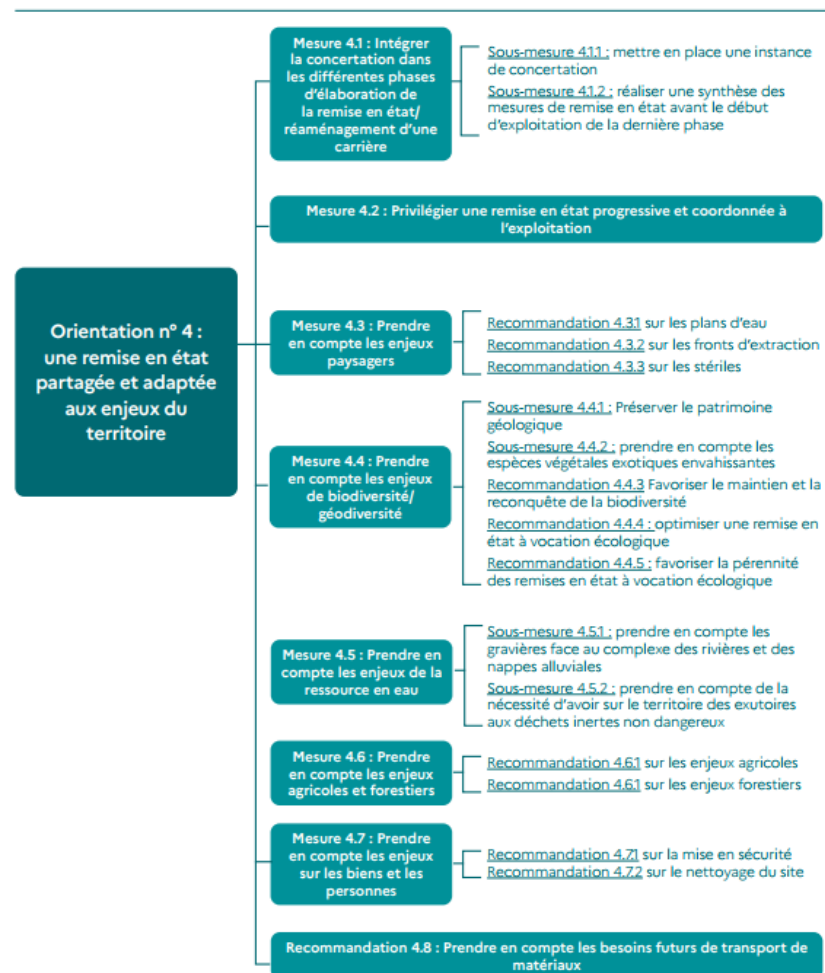 Orientation n° 4 :
une remise en état
partagée et adaptée
aux enjeux du
territoire
Mesure 4.1 : Intégrer
la concertation dans
les différentes phases
d'élaboration de
la remise en état/
réaménagement d'une
carrière
Sous-mesure 4.1.1 : mettre en place une instance
de concertation
Sous-mesure 4.1.2 : réaliser une synthèse des
mesures de remise en état avant le début
d'exploitation de la dernière phase
Mesure 4.2 : Privilégier une remise en état progressive et coordonnée à
l'exploitation
Mesure 4.3 : Prendre
en compte les enjeux
paysagers
Recommandation 4.3.1 sur les plans d'eau
Recommandation 4.3.2 sur les fronts d'extraction
Recommandation 4.3.3 sur les stériles
Mesure 4.4 : Prendre
en compte les enjeux
de biodiversité/
géodiversité
Sous-mesure 4.4.1 : Préserver le patrimoine
géologique
Sous-mesure 4.4.2 : prendre en compte les
espèces végétales exotiques envahissantes
Recommandation 4.4.3 Favoriser le maintien et la
reconquête de la biodiversité
Recommandation 4.4.4 : optimiser une remise en
état à vocation écologique
Recommandation 4.4.5 : favoriser la pérennité
des remises en état à vocation écologique
Mesure 4.5 : Prendre en
compte les enjeux de la
ressource en eau
Sous-mesure 4.5.1 : prendre en compte les
gravières face au complexe des rivières et des
nappes alluviales
Sous-mesure 4.5.2 : prendre en compte de la
nécessité d'avoir sur le territoire des exutoires
aux déchets inertes non dangereux
Mesure 4.6 : Prendre
en compte les enjeux
agricoles et forestiers
Recommandation 4.6.1 sur les enjeux agricoles
Recommandation 4.6.1 sur les enjeux forestiers
Mesure 4.7 : Prendre
en compte les enjeux
sur les biens et les
personnes
Recommandation 4.7.1 sur la mise en sécurité
Recommandation 4.7.2 sur le nettoyage du site
Recommandation 4.8 : Prendre en compte les besoins futurs de transport de
matériaux